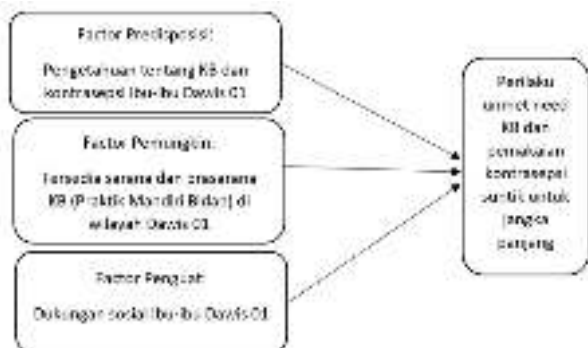 Factor Predisposisi:
Pengetahuan tentang KB dan
kontrasepsi Ibu-Ibu Dawis 01
Factor Pemungkin:
Tersedia sarana dan prasarana
KB (Praktik Mandiri Bidan) di
wilayah Dawis 01
Factor Penguat:
Dukungan sosial Ibu-Ibu Dawis 01
Perilaku
unmet need
KB dan
pemakaian
kontrasepsi
suntik untuk
jangka
panjang